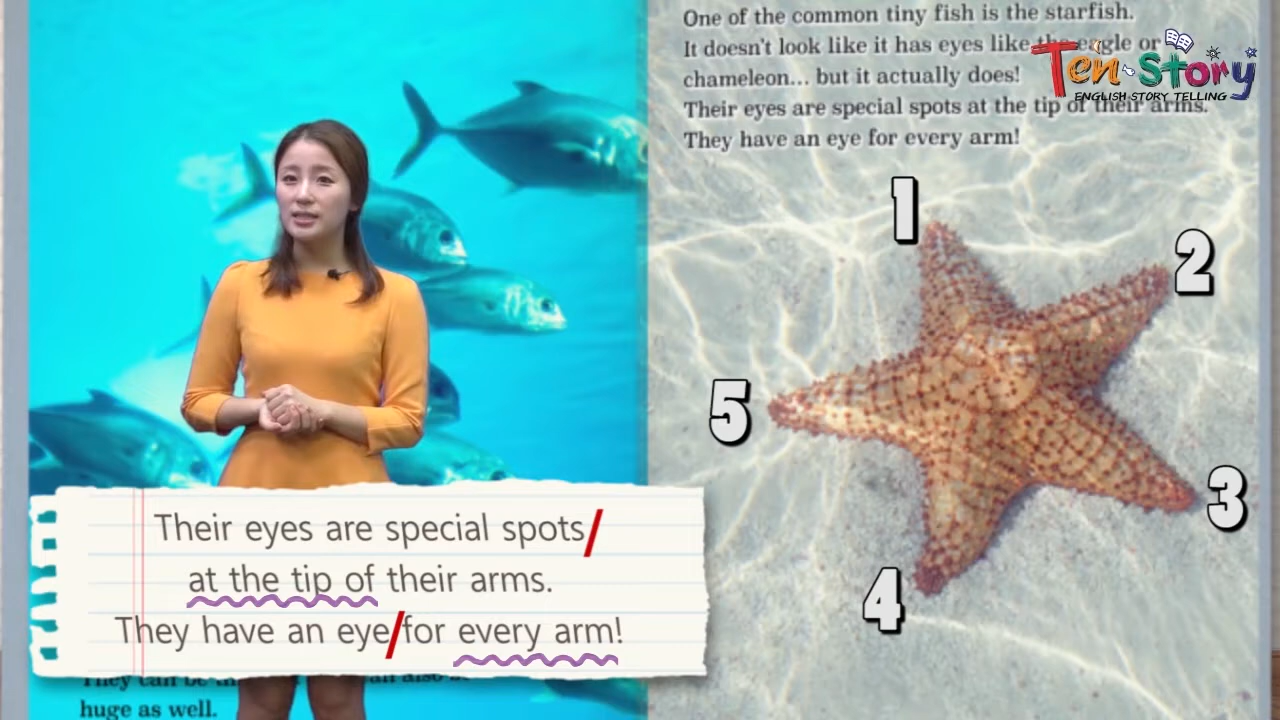 One of the common tiny fish is the starfish.
It doesn't look like it has eyes like the eagle or
chameleon... but it actually does!
Their eyes are special spots at the tip of their arms.
They have an eye for every arm!
Ten Story
ENGLISH STORY TELLING
1
2
5
3
4
Their eyes are special spots/
at the tip of their arms.
They have an eye/for every arm!
They can be
huge as well.